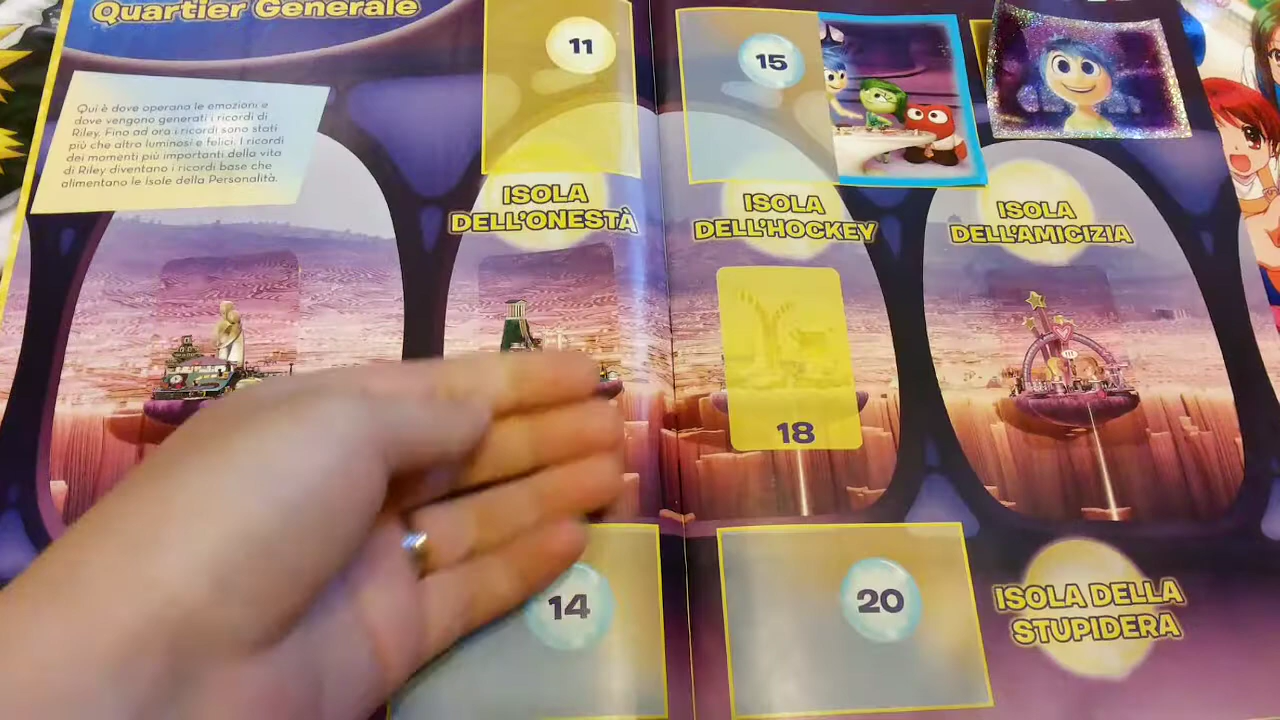 Quartier Generale
Qui è dove operano le emozioni e
dove vengono generati i ricordi di
Riley. Fino ad ora i ricordi sono stati
più che altro luminosi e felici. I ricordi
dei momenti più importanti della vita
di Riley diventano i ricordi base che
alimentano le Isole della Personalità.
11
15
ISOLA
DELL'ONESTÀ
ISOLA
DELL'HOCKEY
ISOLA
DELL'AMICIZIA
18
14
20
ISOLA DELLA
STUPIDERA